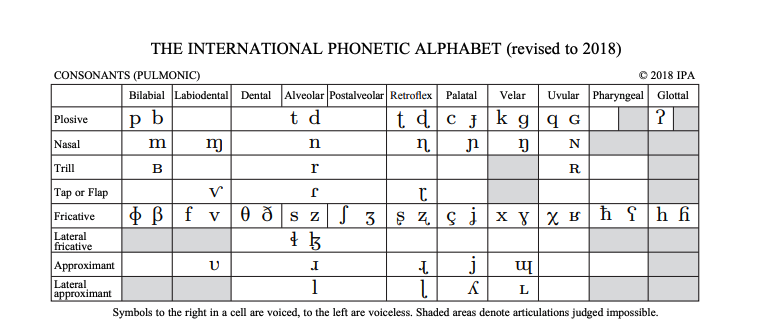 THE INTERNATIONAL PHONETIC ALPHABET (revised to 2018)
CONSONANTS (PULMONIC) © 2018 IPA
Bilabial Labiodental Dental Alveolar Postalveolar Retroflex Palatal Velar Uvular Pharyngeal Glottal
Plosive p b t d ʈ ɖ c ɟ k ɡ q ɢ ʔ
Nasal m ɱ n ɳ ɲ ŋ ɴ
Trill ʙ r ʀ
Tap or Flap ⱱ ɾ ɽ
Fricative ɸ β f v θ ð s z ʃ ʒ ʂ ʐ ç ʝ x ɣ χ ʁ ħ ʕ h ɦ
Lateral
fricative ɬ ɮ
Approximant ʋ ɹ ɻ j ɰ
Lateral
approximant l ɭ ʎ ʟ
Symbols to the right in a cell are voiced, to the left are voiceless. Shaded areas denote articulations judged impossible.